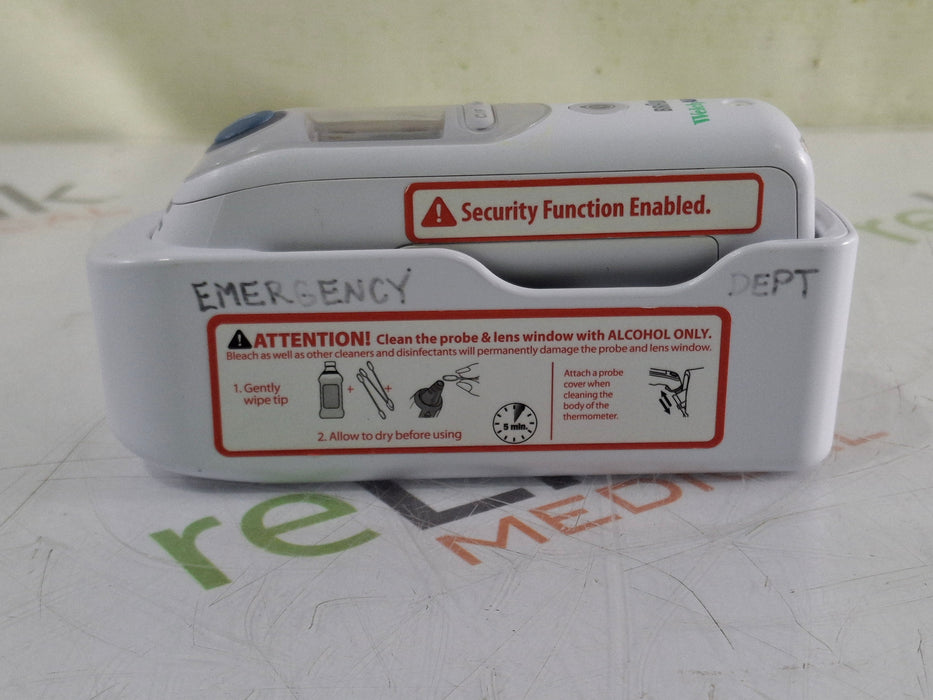 C/F
Security Function Enabled.
EMERGENCY DEPT
ATTENTION! Clean the probe & lens window with ALCOHOL ONLY.
Bleach as well as other cleaners and disinfectants will permanently damage the probe and lens window.
1. Gently
wipe tip
+ +
2. Allow to dry before using
5 min.
Attach a probe
cover when
cleaning the
body of the
thermometer.
reLink
MEDICAL